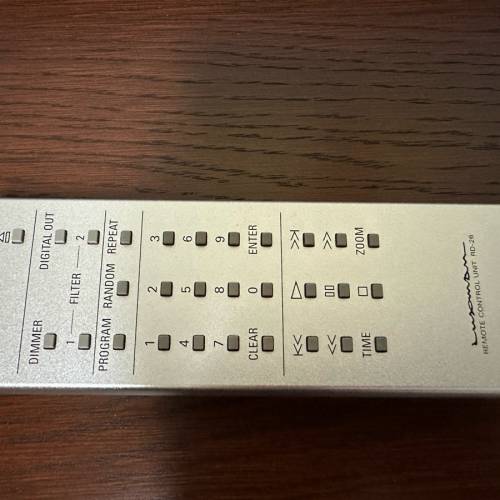 DIMMER DIGITAL OUT
1 FILTER 2
PROGRAM RANDOM REPEAT
1 2 3
4 5 6
7 8 9
CLEAR 0 ENTER
TIME ZOOM
LUXMAN
REMOTE CONTROL UNIT RD-26